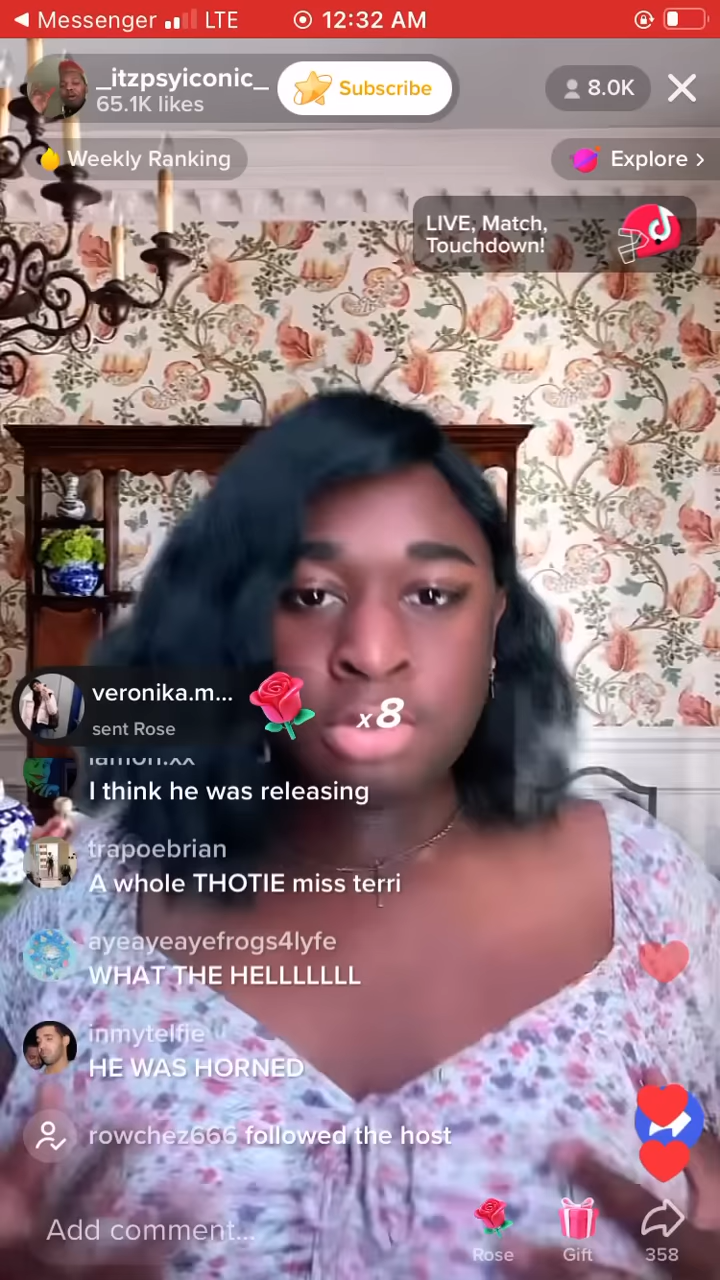 Messenger LTE 12:32 AM
_itzpsyiconic_
65.1K likes
Subscribe
8.0K
Weekly Ranking
Explore
LIVE, Match,
Touchdown!
veronika.m...
sent Rose
x8
I think he was releasing
trapoebrian
A whole THOTIE miss terri
ayeayeayefrogs4lyfe
WHAT THE HELLLLLLL
inmytelfie
HE WAS HORNED
rowchez666 followed the host
Add comment...
Rose
Gift
358